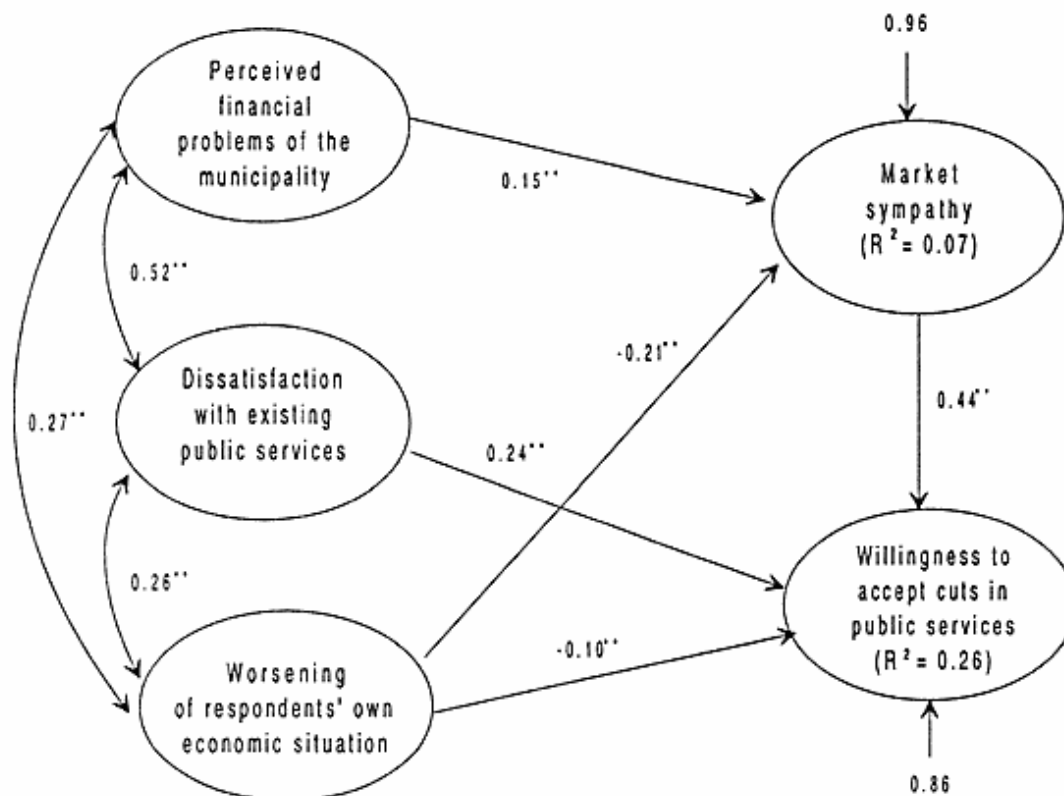 0.96
Perceived
financial
problems of the
municipality
0.15**
Market
sympathy
(R² = 0.07)
0.52**
-0.21**
Dissatisfaction
with existing
public services
0.27**
0.44**
0.24**
0.26**
Willingness to
accept cuts in
public services
(R² = 0.26)
-0.10**
Worsening
of respondents' own
economic situation
0.86